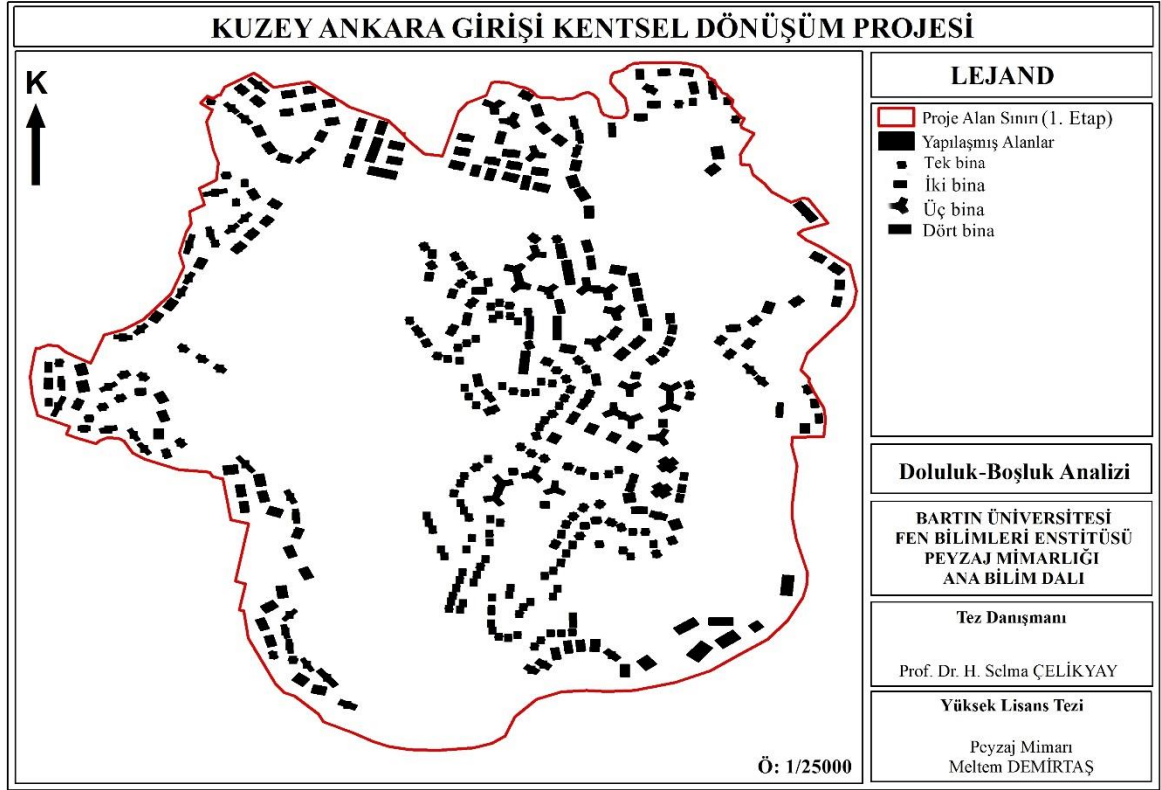 KUZEY ANKARA GİRİŞİ KENTSEL DÖNÜŞÜM PROJESİ
K
Ö: 1/25000
LEJAND
Proje Alan Sınırı (1. Etap)
Yapılaşmış Alanlar
Tek bina
İki bina
Üç bina
Dört bina
Doluluk-Boşluk Analizi
BARTIN ÜNİVERSİTESİ
FEN BİLİMLERİ ENSTİTÜSÜ
PEYZAJ MİMARLIĞI
ANA BİLİM DALI
Tez Danışmanı
Prof. Dr. H. Selma ÇELİKYAY
Yüksek Lisans Tezi
Peyzaj Mimarı
Meltem DEMİRTAŞ